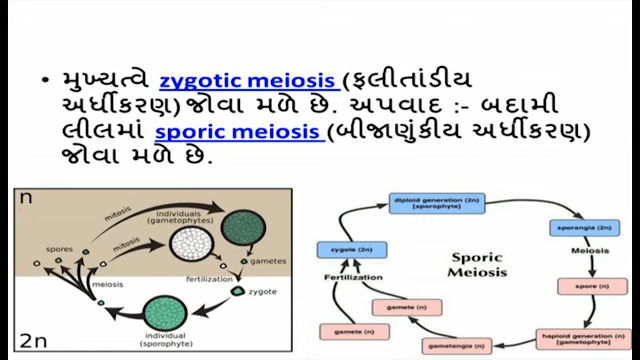 • મુખ્યત્વે zygotic meiosis (ફલીતાંડીય
અર્ધીકરણ) જોવા મળે છે. અપવાદ :- બદામી
લીલમાં sporic meiosis (બીજાણુંકીય અર્ધીકરણ)
જોવા મળે છે.
n
mitosis
individuals
(gametophytes)
spores
mitosis
gametes
meiosis
fertilization
zygote
individual
(sporophyte)
2n
diploid generation (2n)
[sporophyte]
sporangia (2n)
zygote (2n)
Sporic
Meiosis
Meiosis
Fertilization
spore (n)
gamete (n)
gamete (n)
gametangia (n)
haploid generation (n)
[gametophyte]